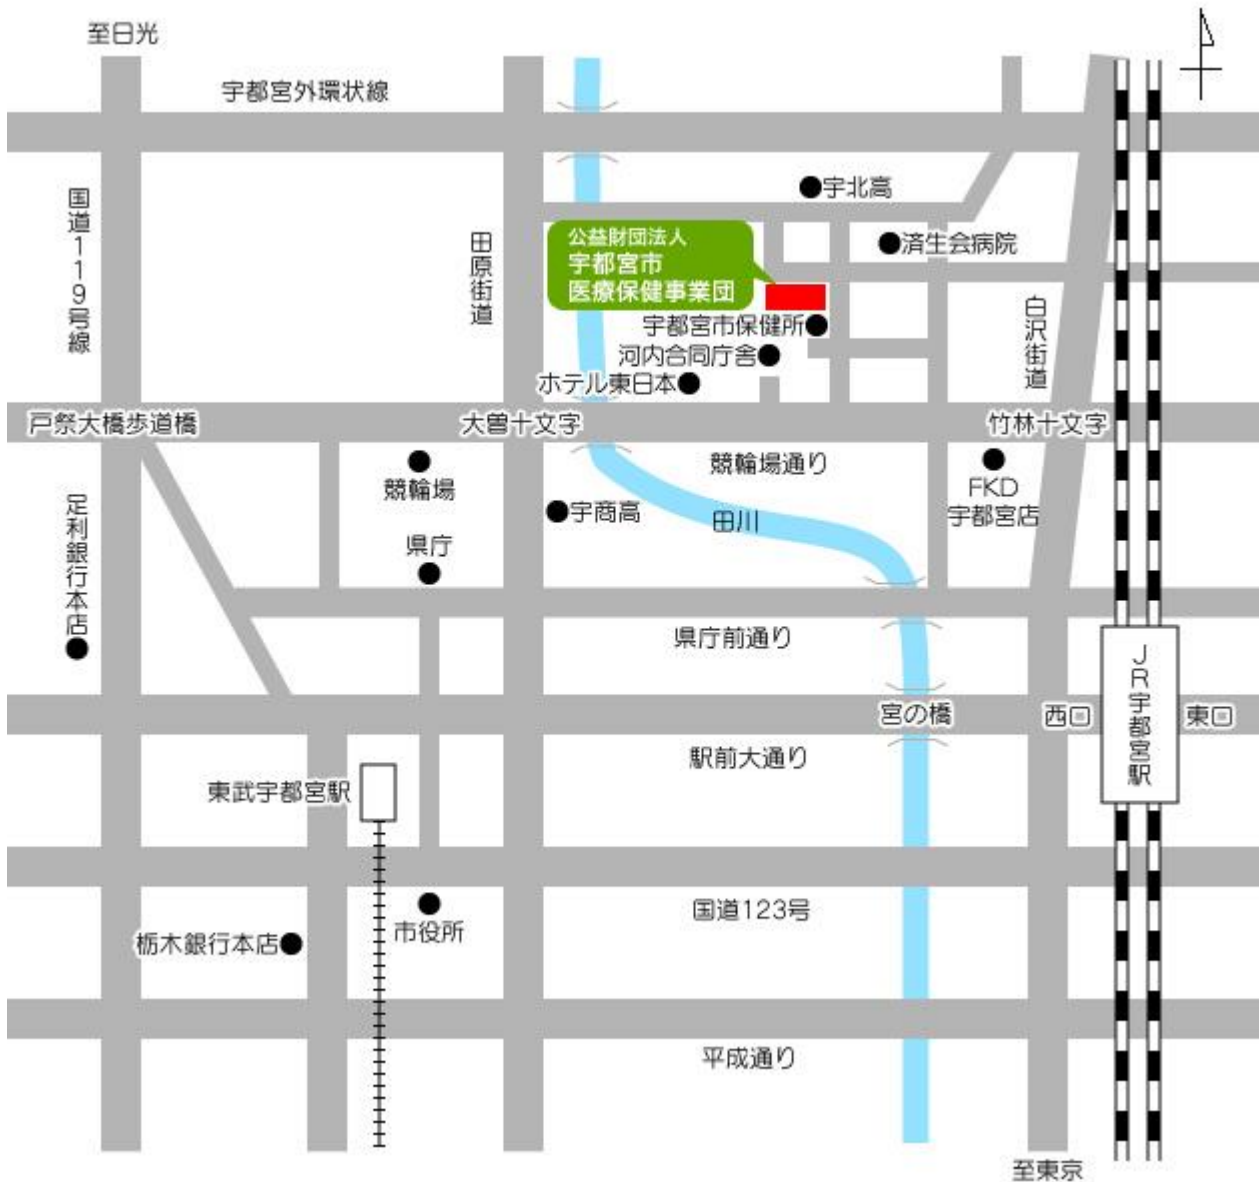 至日光
宇都宮外環状線
宇北高
国道119号線
田原街道
公益財団法人
宇都宮市
医療保健事業団
済生会病院
白沢街道
宇都宮市保健所
河内合同庁舎
ホテル東日本
戸祭大橋歩道橋
大曽十文字
竹林十文字
競輪場通り
競輪場
FKD
宇都宮店
足利銀行本店
宇商高
田川
県庁
県庁前通り
JR宇都宮駅
宮の橋
西口
東口
駅前大通り
東武宇都宮駅
国道123号
市役所
栃木銀行本店
平成通り
至東京